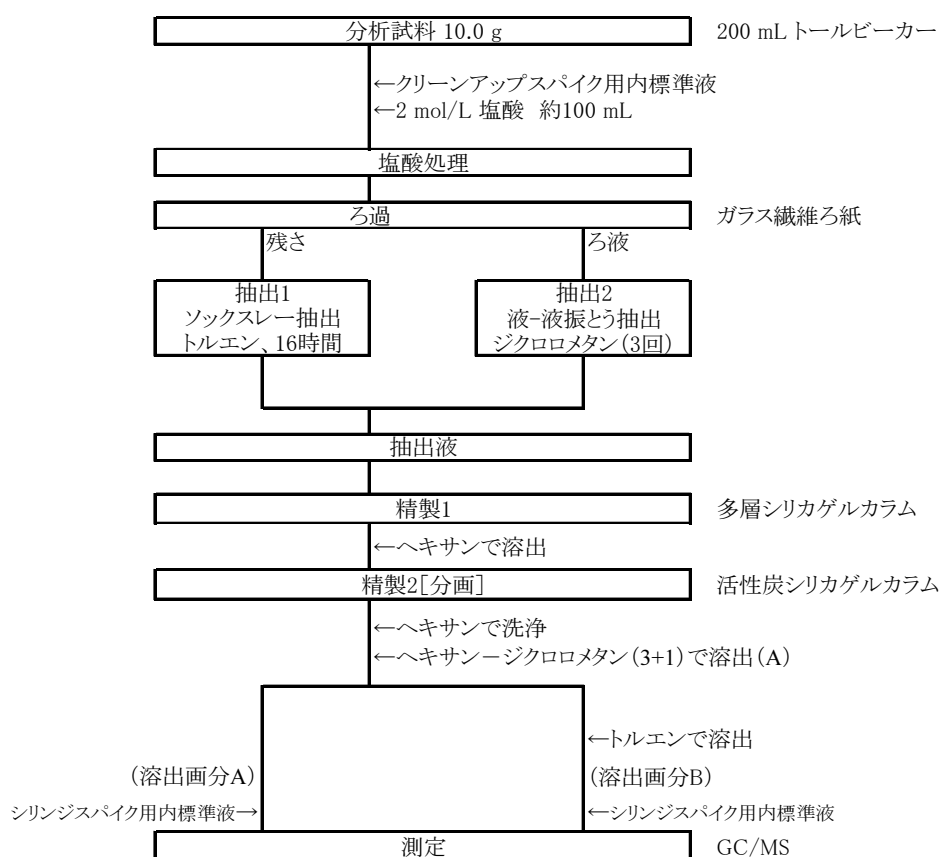 分析試料 10.0 g
200 mL トールビーカー
←クリーンアップスパイク用内標準液
←2 mol/L 塩酸 約100 mL
塩酸処理
ろ過
ガラス繊維ろ紙
残さ
ろ液
抽出1
ソックスレー抽出
トルエン、16時間
抽出2
液−液振とう抽出
ジクロロメタン(3回)
抽出液
精製1
多層シリカゲルカラム
←ヘキサンで溶出
精製2[分画]
活性炭シリカゲルカラム
←ヘキサンで洗浄
←ヘキサン−ジクロロメタン(3+1)で溶出(A)
←トルエンで溶出
(溶出画分A)
(溶出画分B)
シリンジスパイク用内標準液→
←シリンジスパイク用内標準液
測定
GC/MS